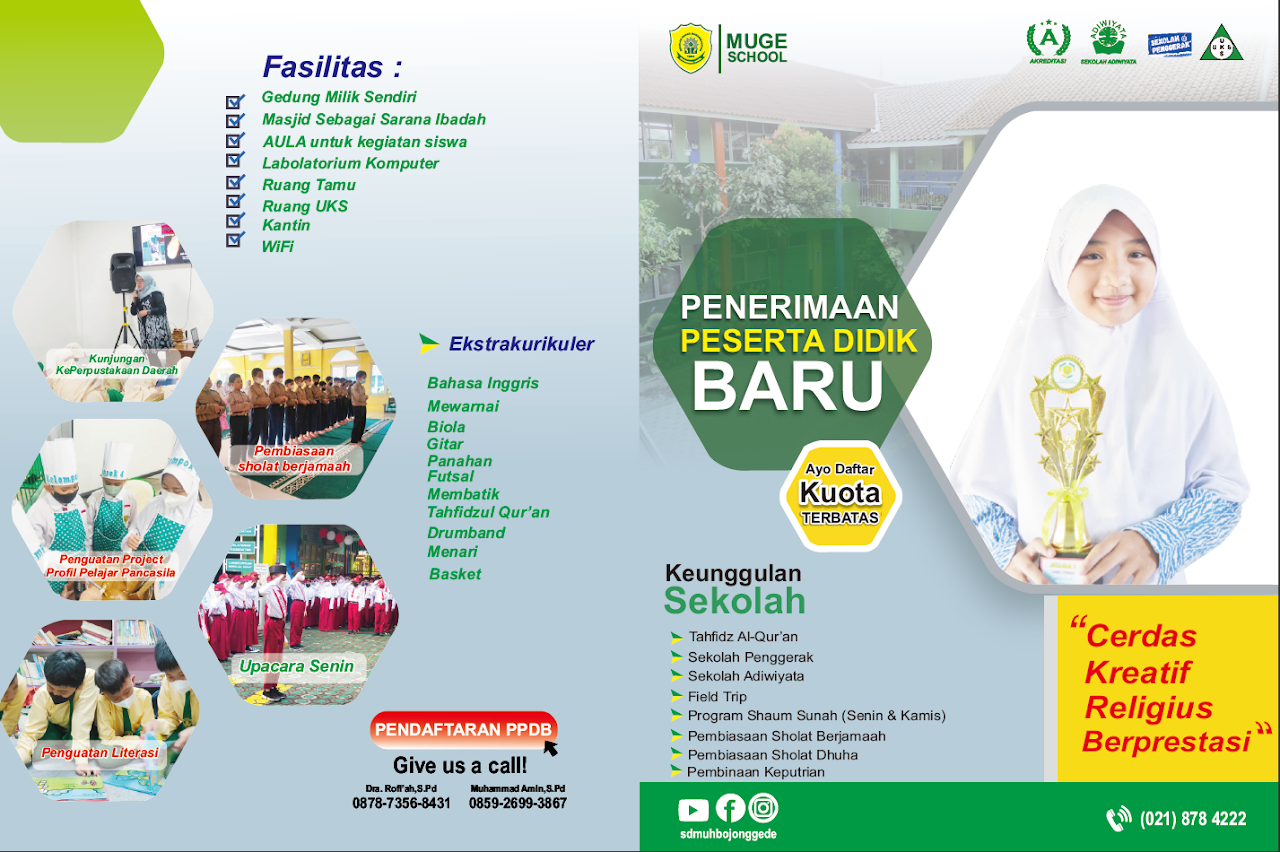 Fasilitas :
Gedung Milik Sendiri
Masjid Sebagai Sarana Ibadah
AULA untuk kegiatan siswa
Labolatorium Komputer
Ruang Tamu
Ruang UKS
Kantin
WiFi
Kunjungan
KePerpustakaan Daerah
Pembiasaan
sholat berjamaah
Penguatan Project
Profil Pelajar Pancasila
Upacara Senin
Penguatan Literasi
Ekstrakurikuler
Bahasa Inggris
Mewarnai
Biola
Gitar
Panahan
Futsal
Membatik
Tahfidzul Qur'an
Drumband
Menari
Basket
PENDAFTARAN PPDB
Give us a call!
Dra. Rofi'ah,S.Pd
0878-7356-8431
Muhammad Amin,S.Pd
0859-2699-3867
MUGE
SCHOOL
A
AKREDITASI
ADIWIYATA
SEKOLAH ADIWIYATA
SEKOLAH
PENGGERAK
UKS
PENERIMAAN
PESERTA DIDIK
BARU
Ayo Daftar
Kuota
TERBATAS
Keunggulan
Sekolah
Tahfidz Al-Qur'an
Sekolah Penggerak
Sekolah Adiwiyata
Field Trip
Program Shaum Sunah (Senin & Kamis)
Pembiasaan Sholat Berjamaah
Pembiasaan Sholat Dhuha
Pembinaan Keputrian
“Cerdas
Kreatif
Religius
Berprestasi”
sdmuhbojonggede
(021) 878 4222